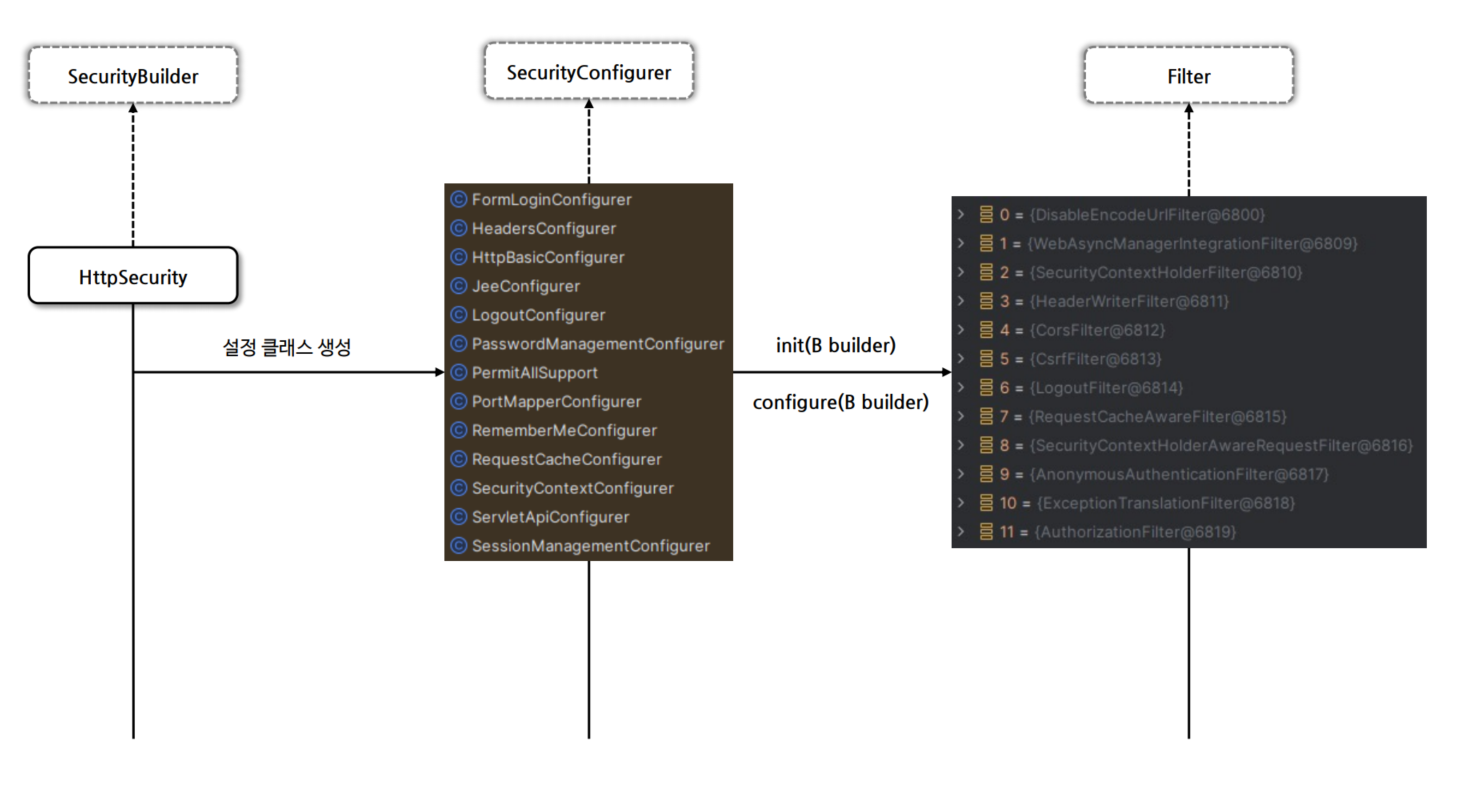 SecurityBuilder
SecurityConfigurer
Filter
HttpSecurity
설정 클래스 생성
FormLoginConfigurer
HeadersConfigurer
HttpBasicConfigurer
JeeConfigurer
LogoutConfigurer
PasswordManagementConfigurer
PermitAllSupport
PortMapperConfigurer
RememberMeConfigurer
RequestCacheConfigurer
SecurityContextConfigurer
ServletApiConfigurer
SessionManagementConfigurer
init(B builder)
configure(B builder)
0 = {DisableEncodeUrlFilter@6800}
1 = {WebAsyncManagerIntegrationFilter@6809}
2 = {SecurityContextHolderFilter@6810}
3 = {HeaderWriterFilter@6811}
4 = {CorsFilter@6812}
5 = {CsrfFilter@6813}
6 = {LogoutFilter@6814}
7 = {RequestCacheAwareFilter@6815}
8 = {SecurityContextHolderAwareRequestFilter@6816}
9 = {AnonymousAuthenticationFilter@6817}
10 = {ExceptionTranslationFilter@6818}
11 = {AuthorizationFilter@6819}